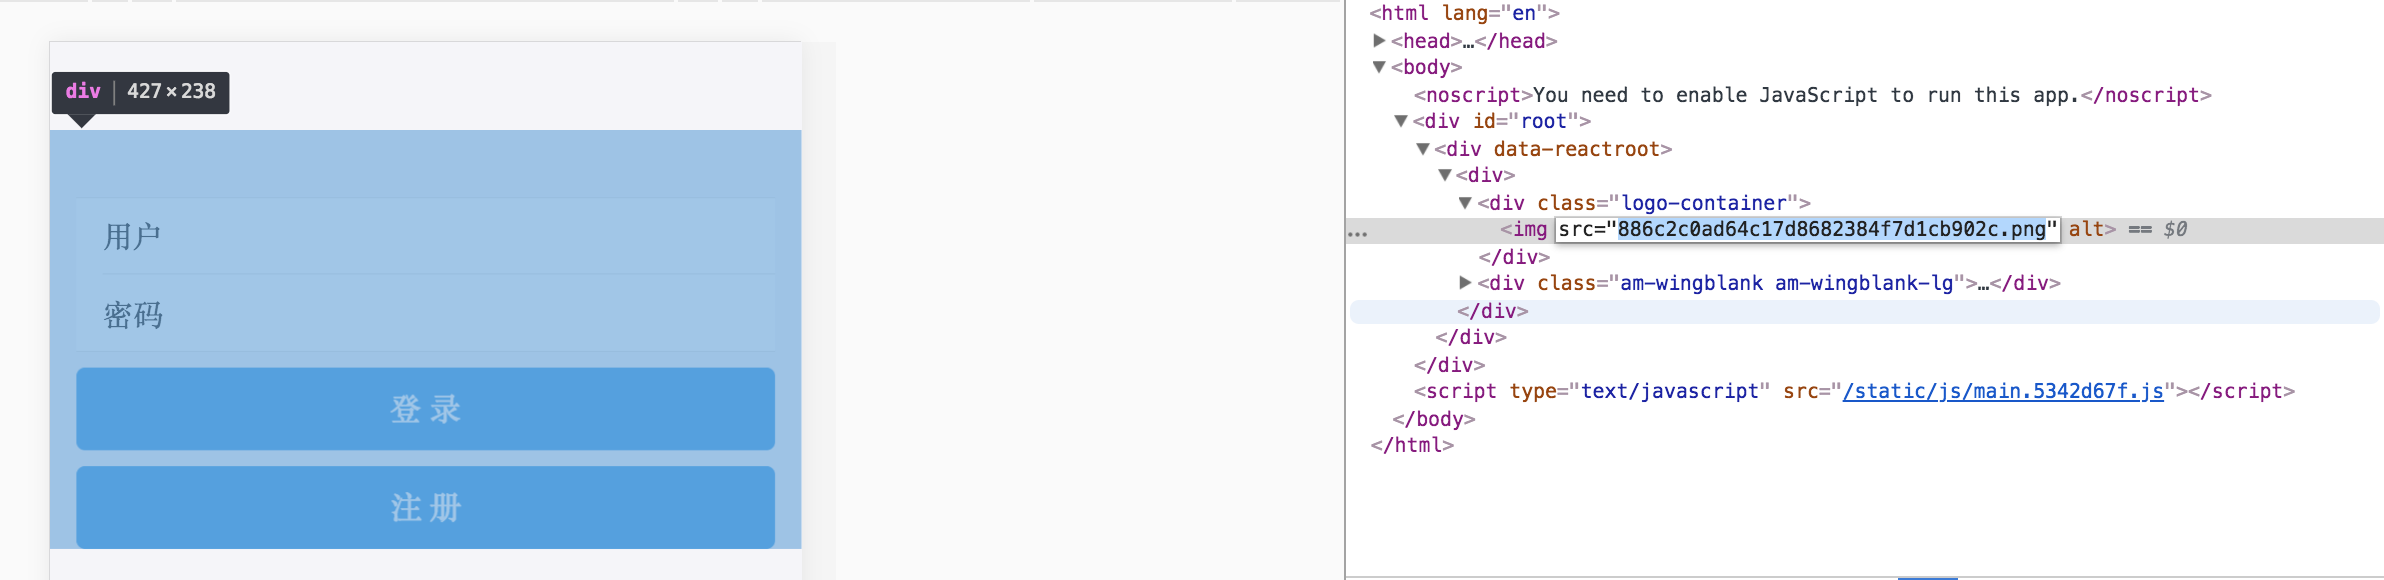 div 427×238
用户
密码
登录
注册
<html lang="en">
<head>…</head>
<body>
<noscript>You need to enable JavaScript to run this app.</noscript>
<div id="root">
<div data-reactroot>
<div>
<div class="logo-container">
… <img src="886c2c0ad64c17d8682384f7d1cb902c.png" alt> == $0
</div>
<div class="am-wingblank am-wingblank-lg">…</div>
</div>
</div>
</div>
<script type="text/javascript" src="/static/js/main.5342d67f.js"></script>
</body>
</html>